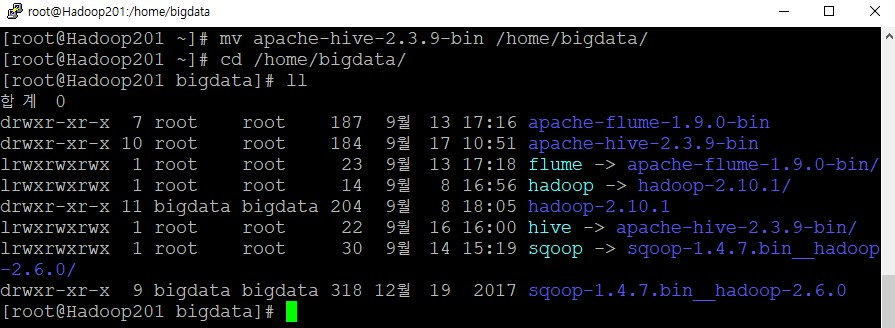 root@Hadoop201:/home/bigdata
[root@Hadoop201 ~]# mv apache-hive-2.3.9-bin /home/bigdata/
[root@Hadoop201 ~]# cd /home/bigdata/
[root@Hadoop201 bigdata]# ll
합계 0
drwxr-xr-x  7 root    root    187  9월  13 17:16 apache-flume-1.9.0-bin
drwxr-xr-x 10 root    root    184  9월  17 10:51 apache-hive-2.3.9-bin
lrwxrwxrwx  1 root    root     23  9월  13 17:18 flume -> apache-flume-1.9.0-bin/
lrwxrwxrwx  1 root    root     14  9월   8 16:56 hadoop -> hadoop-2.10.1/
drwxr-xr-x 11 bigdata bigdata 204  9월   8 18:05 hadoop-2.10.1
lrwxrwxrwx  1 root    root     22  9월  16 16:00 hive -> apache-hive-2.3.9-bin/
lrwxrwxrwx  1 root    root     30  9월  14 15:19 sqoop -> sqoop-1.4.7.bin__hadoop
-2.6.0/
drwxr-xr-x  9 bigdata bigdata 318 12월  19  2017 sqoop-1.4.7.bin__hadoop-2.6.0
[root@Hadoop201 bigdata]#